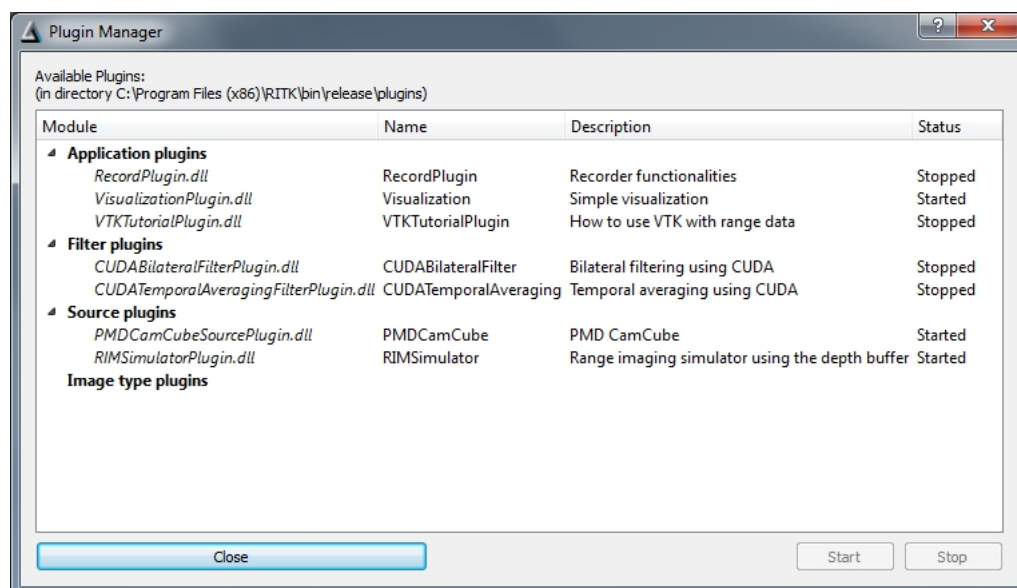 Plugin Manager
Available Plugins:
(in directory C:\Program Files (x86)\RITK\bin\release\plugins)
Module Name Description Status
Application plugins
RecordPlugin.dll RecordPlugin Recorder functionalities Stopped
VisualizationPlugin.dll Visualization Simple visualization Started
VTKTutorialPlugin.dll VTKTutorialPlugin How to use VTK with range data Stopped
Filter plugins
CUDABilateralFilterPlugin.dll CUDABilateralFilter Bilateral filtering using CUDA Stopped
CUDATemporalAveragingFilterPlugin.dll CUDATemporalAveraging Temporal averaging using CUDA Stopped
Source plugins
PMDCamCubeSourcePlugin.dll PMDCamCube PMD CamCube Started
RIMSimulatorPlugin.dll RIMSimulator Range imaging simulator using the depth buffer Started
Image type plugins
Close Start Stop